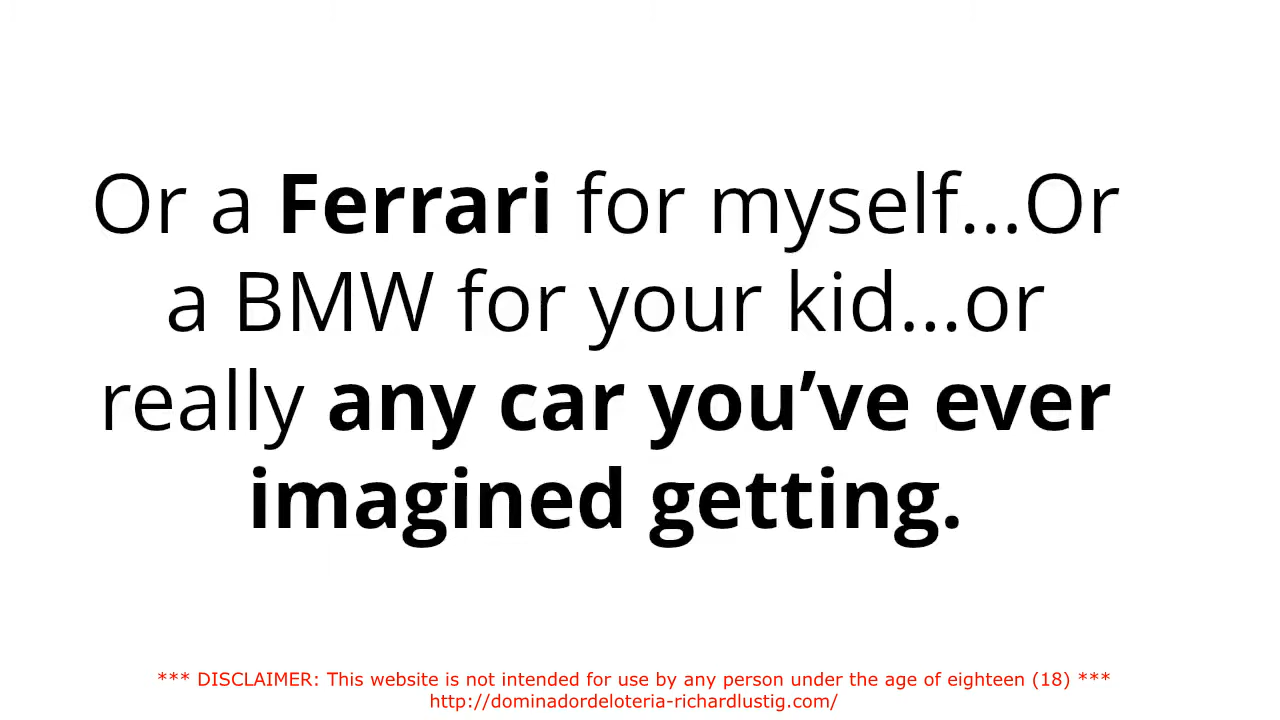 Or a Ferrari for myself...Or
a BMW for your kid...or
really any car you’ve ever
imagined getting.
*** DISCLAIMER: This website is not intended for use by any person under the age of eighteen (18) ***
http://dominadordeloteria-richardlustig.com/